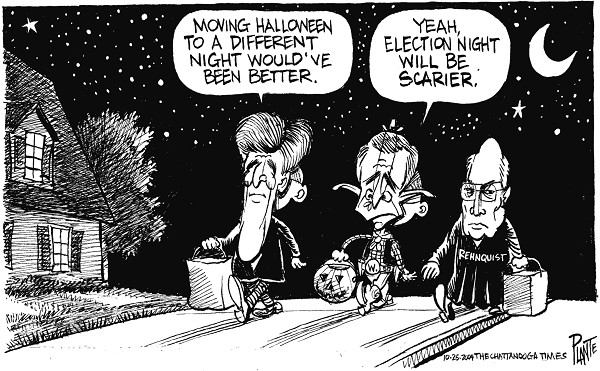 MOVING HALLOWEEN
TO A DIFFERENT
NIGHT WOULD'VE
BEEN BETTER.
YEAH,
ELECTION NIGHT
WILL BE
SCARIER.
REHNQUIST
10-25-2004 THE CHATTANOOGA TIMES
PLANTE